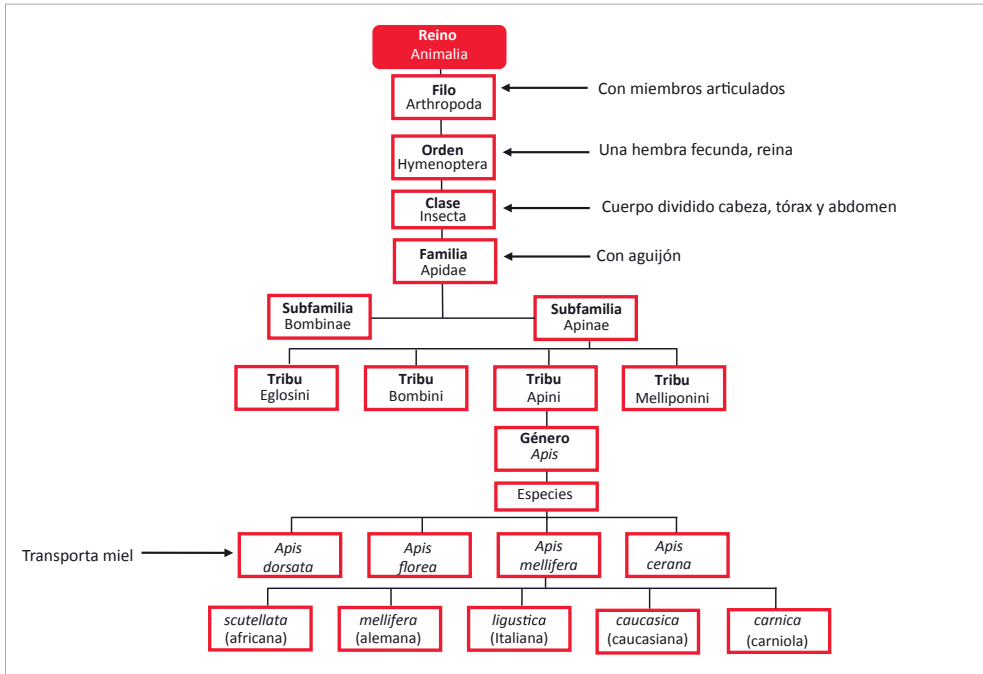 Reino
Animalia
Filo
Arthropoda
Con miembros articulados
Orden
Hymenoptera
Una hembra fecunda, reina
Clase
Insecta
Cuerpo dividido cabeza, tórax y abdomen
Familia
Apidae
Con aguijón
Subfamilia
Bombinae
Subfamilia
Apinae
Tribu
Eglosini
Tribu
Bombini
Tribu
Apini
Tribu
Melliponini
Género
Apis
Especies
Transporta miel
Apis
dorsata
Apis
florea
Apis
mellifera
Apis
cerana
scutellata
(africana)
mellifera
(alemana)
ligustica
(Italiana)
caucasica
(caucasiana)
carnica
(carniola)